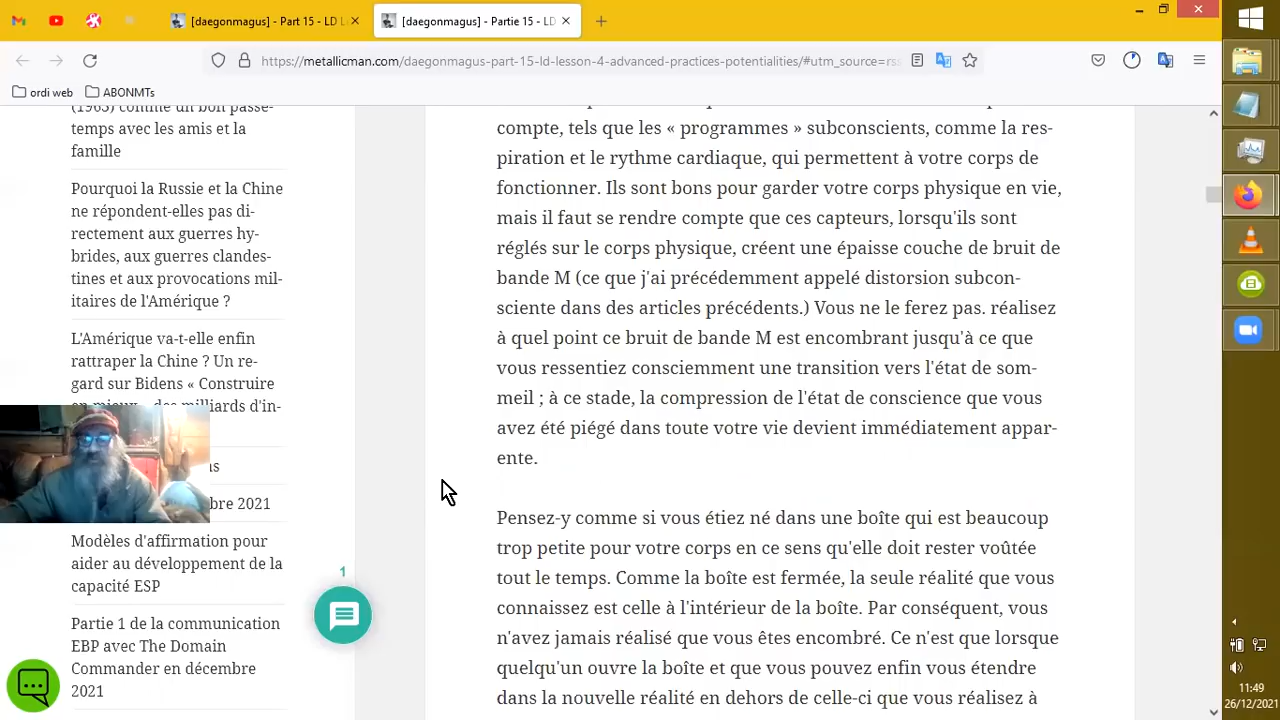 [daegonmagus] - Part 15 - LD L
[daegonmagus] - Partie 15 - LD
https://metallicman.com/daegonmagus-part-15-ld-lesson-4-advanced-practices-potentialities/#utm_source=rss
ordi web
ABONMTs
(1963) comme un bon passe-
temps avec les amis et la
famille
Pourquoi la Russie et la Chine
ne répondent-elles pas di-
rectement aux guerres hy-
brides, aux guerres clandes-
tines et aux provocations mil-
itaires de l'Amérique ?
L'Amérique va-t-elle enfin
rattraper la Chine ? Un re-
gard sur Bidens « Construire
en mieux des milliards d'in-
bre 2021
Modèles d'affirmation pour
aider au développement de la
capacité ESP
Partie 1 de la communication
EBP avec The Domain
Commander en décembre
2021
1
compte, tels que les « programmes » subconscients, comme la res-
piration et le rythme cardiaque, qui permettent à votre corps de
fonctionner. Ils sont bons pour garder votre corps physique en vie,
mais il faut se rendre compte que ces capteurs, lorsqu'ils sont
réglés sur le corps physique, créent une épaisse couche de bruit de
bande M (ce que j'ai précédemment appelé distorsion subcon-
sciente dans des articles précédents.) Vous ne le ferez pas. réalisez
à quel point ce bruit de bande M est encombrant jusqu'à ce que
vous ressentiez consciemment une transition vers l'état de som-
meil ; à ce stade, la compression de l'état de conscience que vous
avez été piégé dans toute votre vie devient immédiatement appar-
ente.
Pensez-y comme si vous étiez né dans une boîte qui est beaucoup
trop petite pour votre corps en ce sens qu'elle doit rester voûtée
tout le temps. Comme la boîte est fermée, la seule réalité que vous
connaissez est celle à l'intérieur de la boîte. Par conséquent, vous
n'avez jamais réalisé que vous êtes encombré. Ce n'est que lorsque
quelqu'un ouvre la boîte et que vous pouvez enfin vous étendre
dans la nouvelle réalité en dehors de celle-ci que vous réalisez à
11:49
26/12/2021